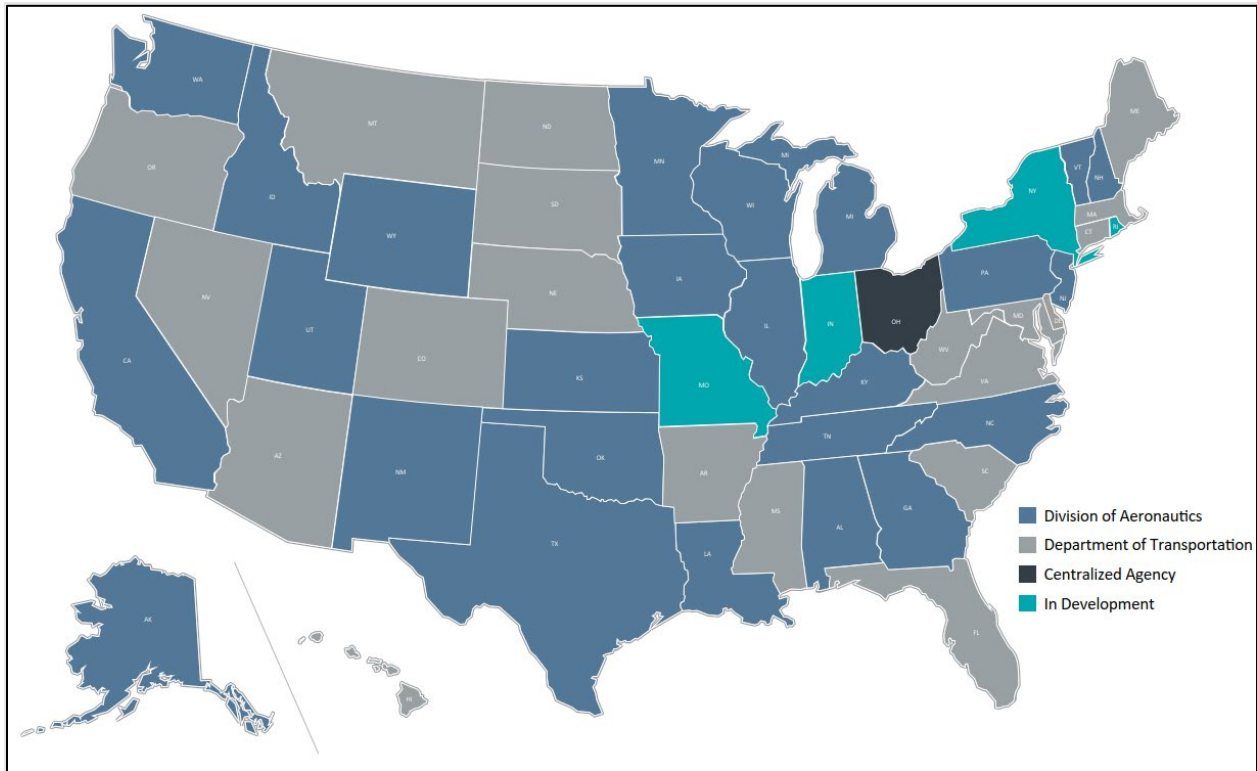 WA
MT
ND
ME
OR
MN
MI
VT
NH
ID
SD
WI
NY
WY
MI
MA
CT
RI
NE
IA
PA
NJ
NV
UT
IL
IN
OH
MD
DE
CA
CO
WV
KS
MO
KY
VA
AZ
NM
OK
AR
TN
NC
SC
MS
AL
GA
TX
LA
Division of Aeronautics
Department of Transportation
Centralized Agency
In Development
AK
FL
HI